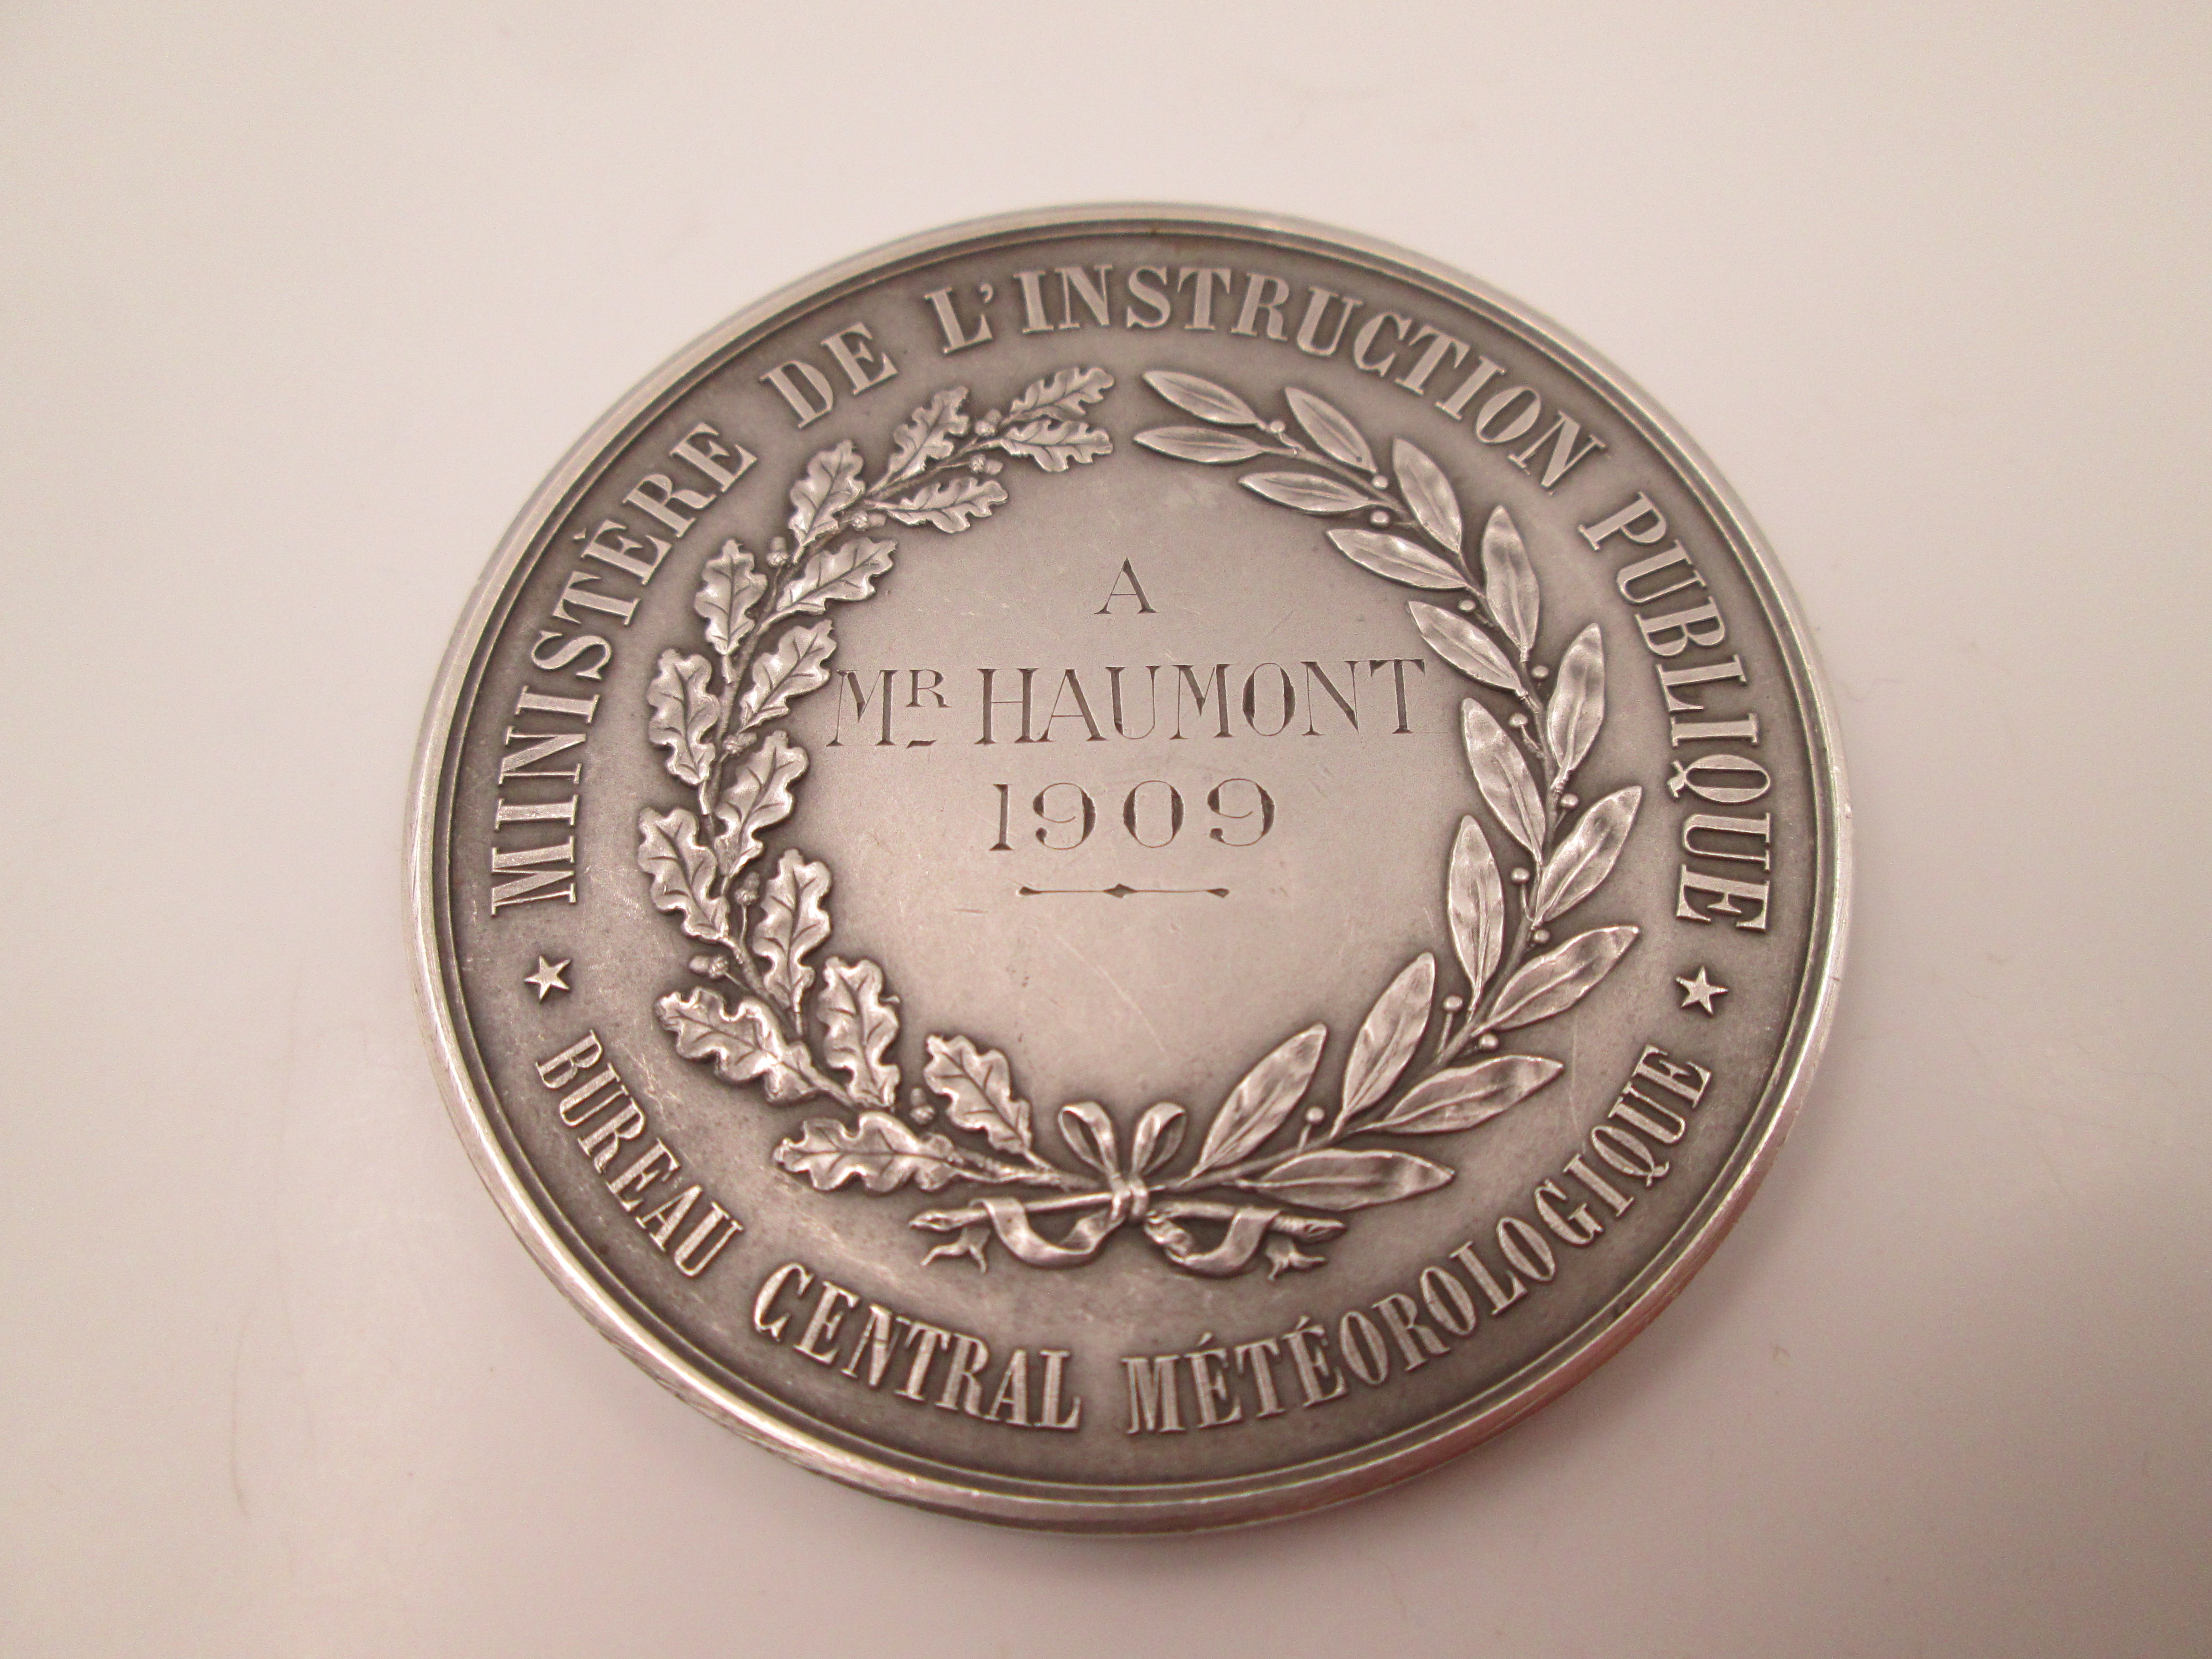 MINISTÈRE DE L'INSTRUCTION PUBLIQUE
A
MR HAUMONT
1909
BUREAU CENTRAL MÉTÉOROLOGIQUE